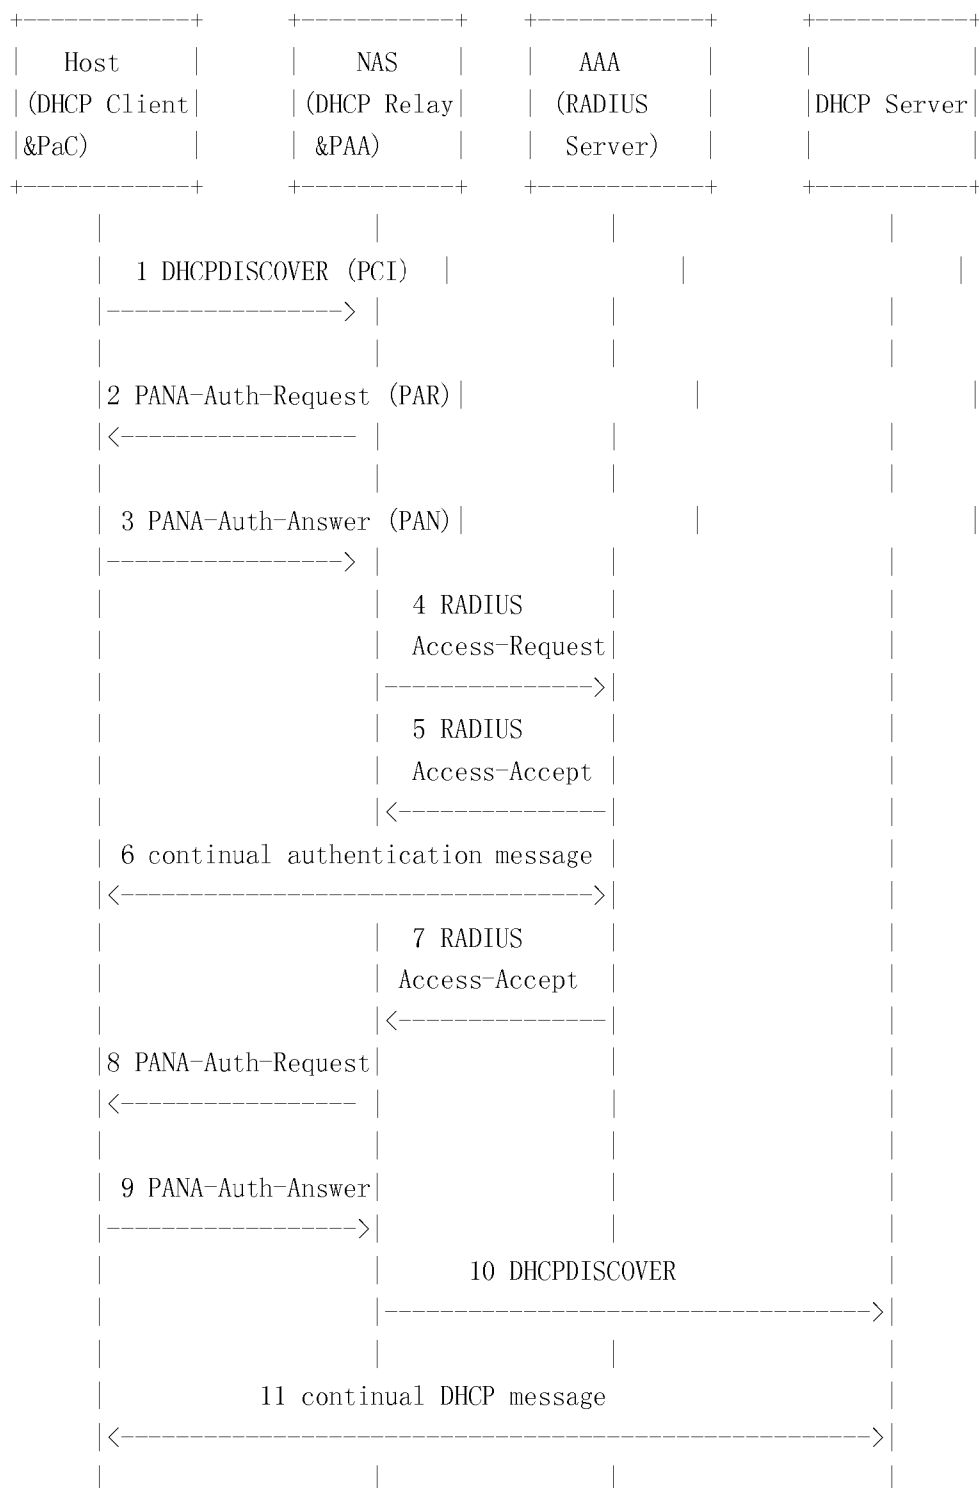 Host NAS AAA
(DHCP Client (DHCP Relay (RADIUS DHCP Server
&PaC) &PAA) Server)
1 DHCPDISCOVER (PCI)
2 PANA-Auth-Request (PAR)
3 PANA-Auth-Answer (PAN)
4 RADIUS
Access-Request
5 RADIUS
Access-Accept
6 continual authentication message
7 RADIUS
Access-Accept
8 PANA-Auth-Request
9 PANA-Auth-Answer
10 DHCPDISCOVER
11 continual DHCP message